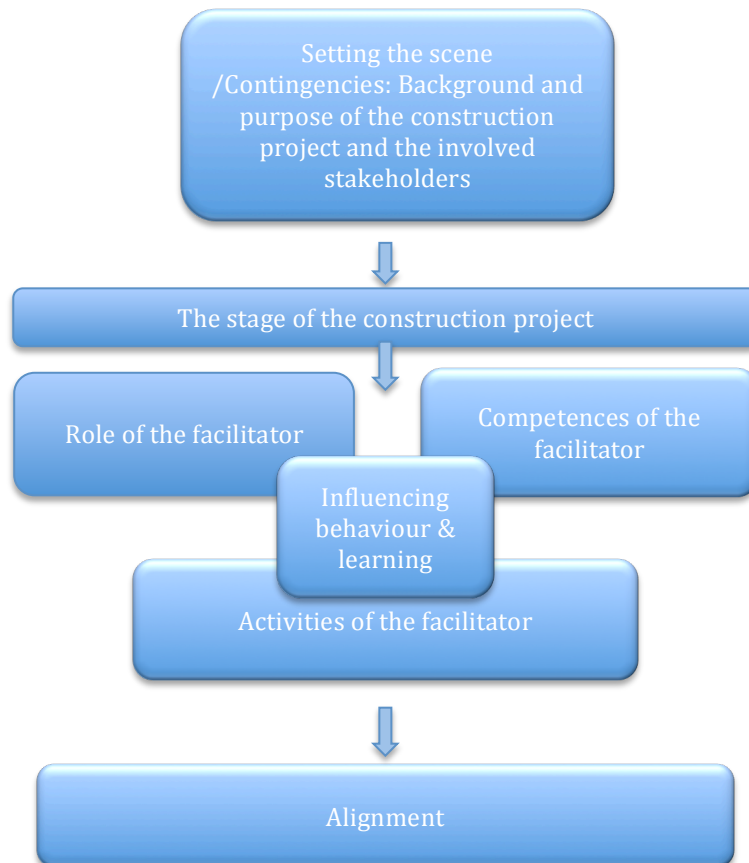 Setting the scene
/Contingencies: Background and
purpose of the construction
project and the involved
stakeholders
The stage of the construction project
Role of the facilitator
Competences of the
facilitator
Influencing
behaviour &
learning
Activities of the facilitator
Alignment